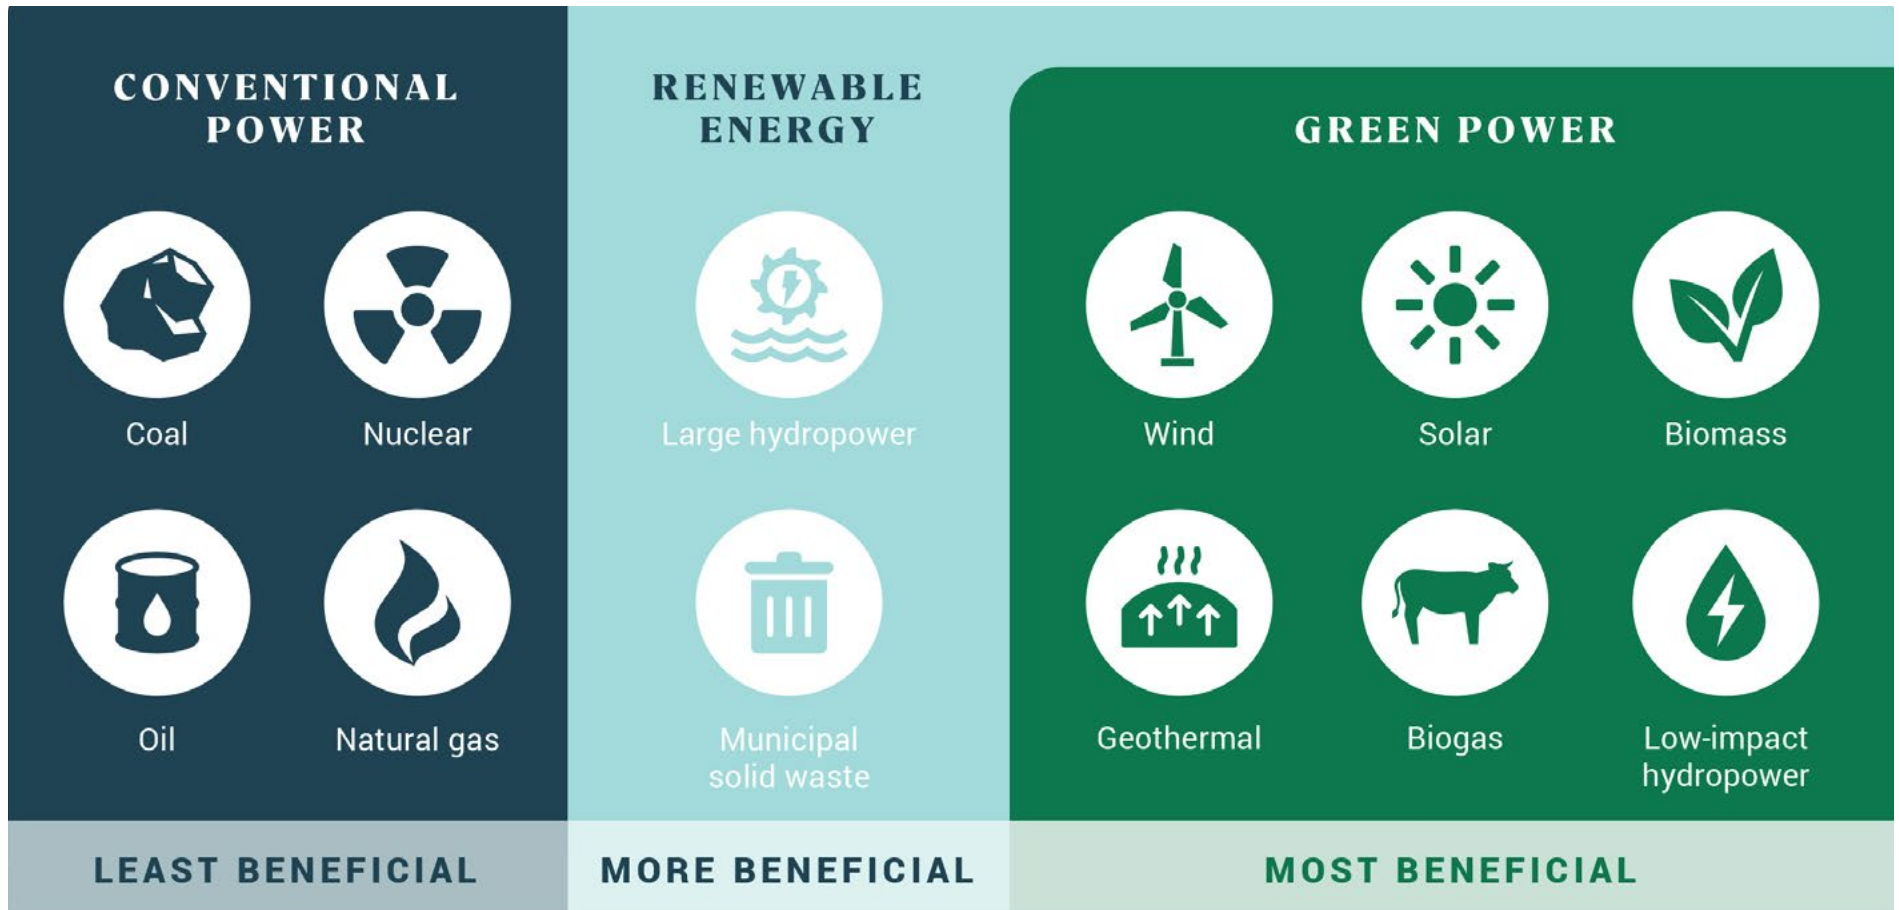 CONVENTIONAL
POWER
Coal
Nuclear
Oil
Natural gas
LEAST BENEFICIAL
RENEWABLE
ENERGY
Large hydropower
Municipal
solid waste
MORE BENEFICIAL
GREEN POWER
Wind
Solar
Biomass
Geothermal
Biogas
Low-impact
hydropower
MOST BENEFICIAL